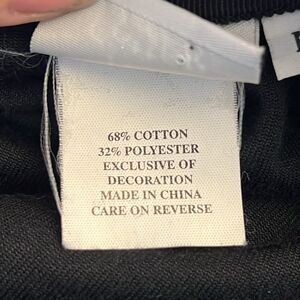 68% COTTON
32% POLYESTER
EXCLUSIVE OF
DECORATION
MADE IN CHINA
CARE ON REVERSE